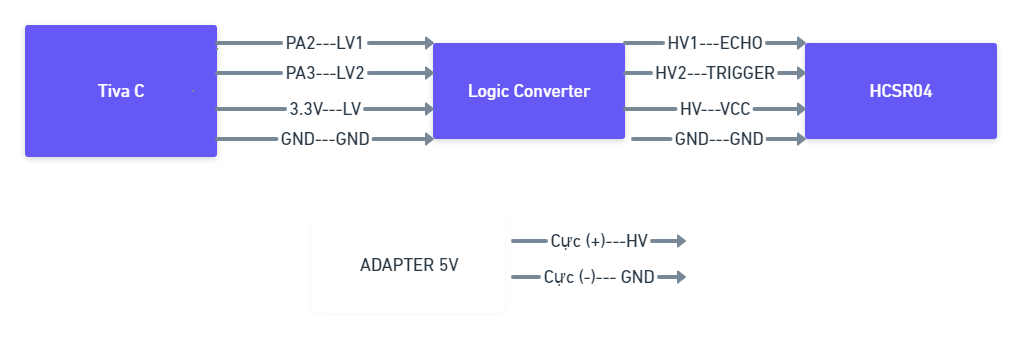 Tiva C
PA2---LV1
PA3---LV2
3.3V---LV
GND---GND
Logic Converter
HV1---ECHO
HV2---TRIGGER
HV---VCC
GND---GND
HCSR04
ADAPTER 5V
Cực (+)---HV
Cực (-)--- GND